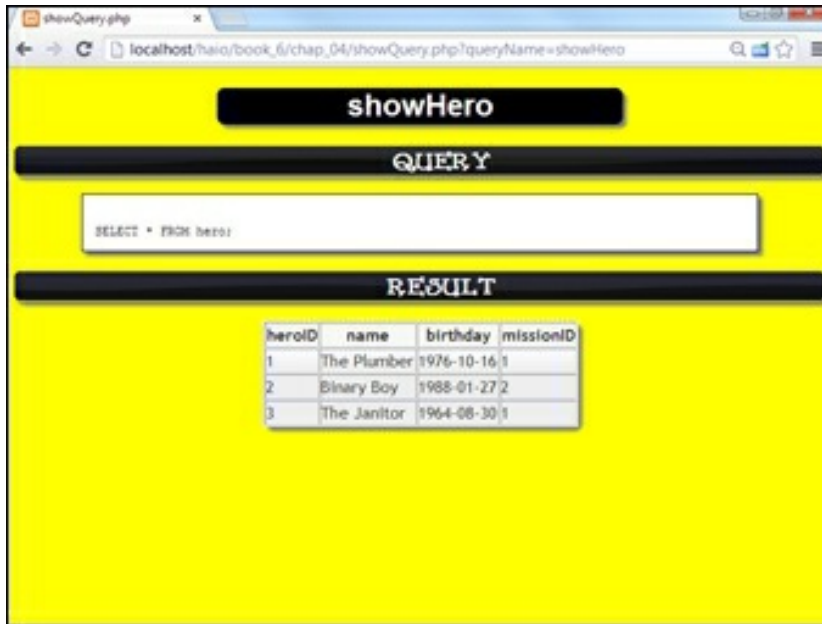 showQuery.php
localhost/haio/book_6/chap_04/showQuery.php?queryName=showHero
showHero
QUERY
SELECT * FROM hero;
RESULT
heroID name birthday missionID
1 The Plumber 1976-10-16 1
2 Binary Boy 1988-01-27 2
3 The Janitor 1964-08-30 1